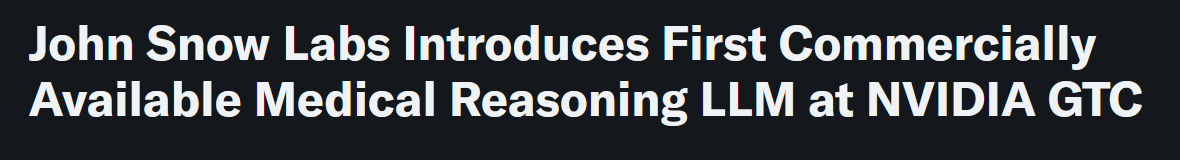 John Snow Labs Introduces First Commercially
Available Medical Reasoning LLM at NVIDIA GTC